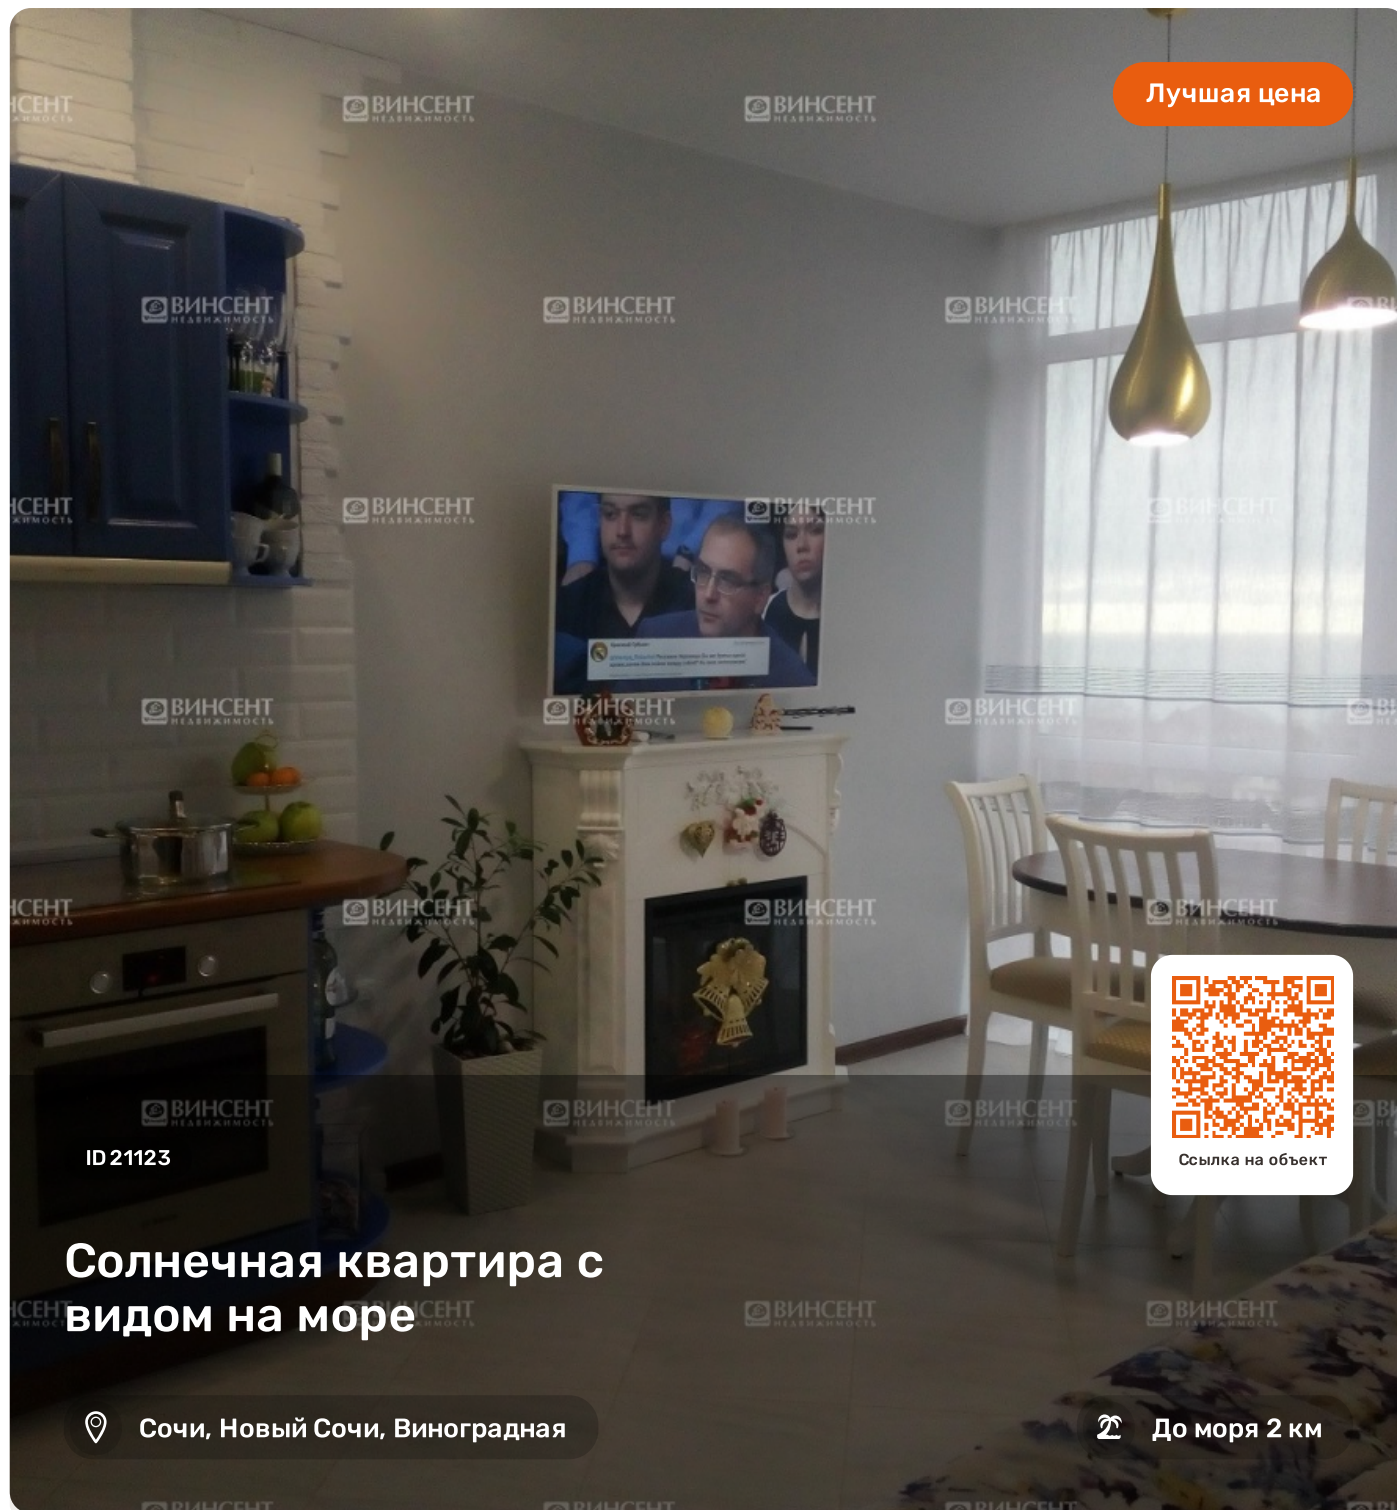 Лучшая цена
ВИНСЕНТ
НЕДВИЖИМОСТЬ
Ссылка на объект
ID 21123
Солнечная квартира с
видом на море
Сочи, Новый Сочи, Виноградная
До моря 2 км